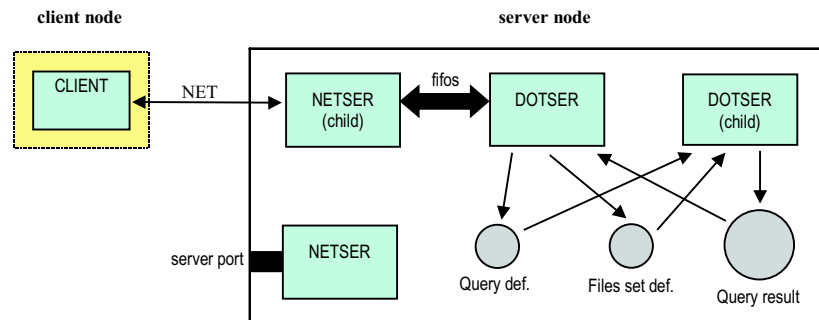 client node
server node
CLIENT
NET
NETSER
(child)
fifos
DOTSER
DOTSER
(child)
server port
NETSER
Query def.
Files set def.
Query result